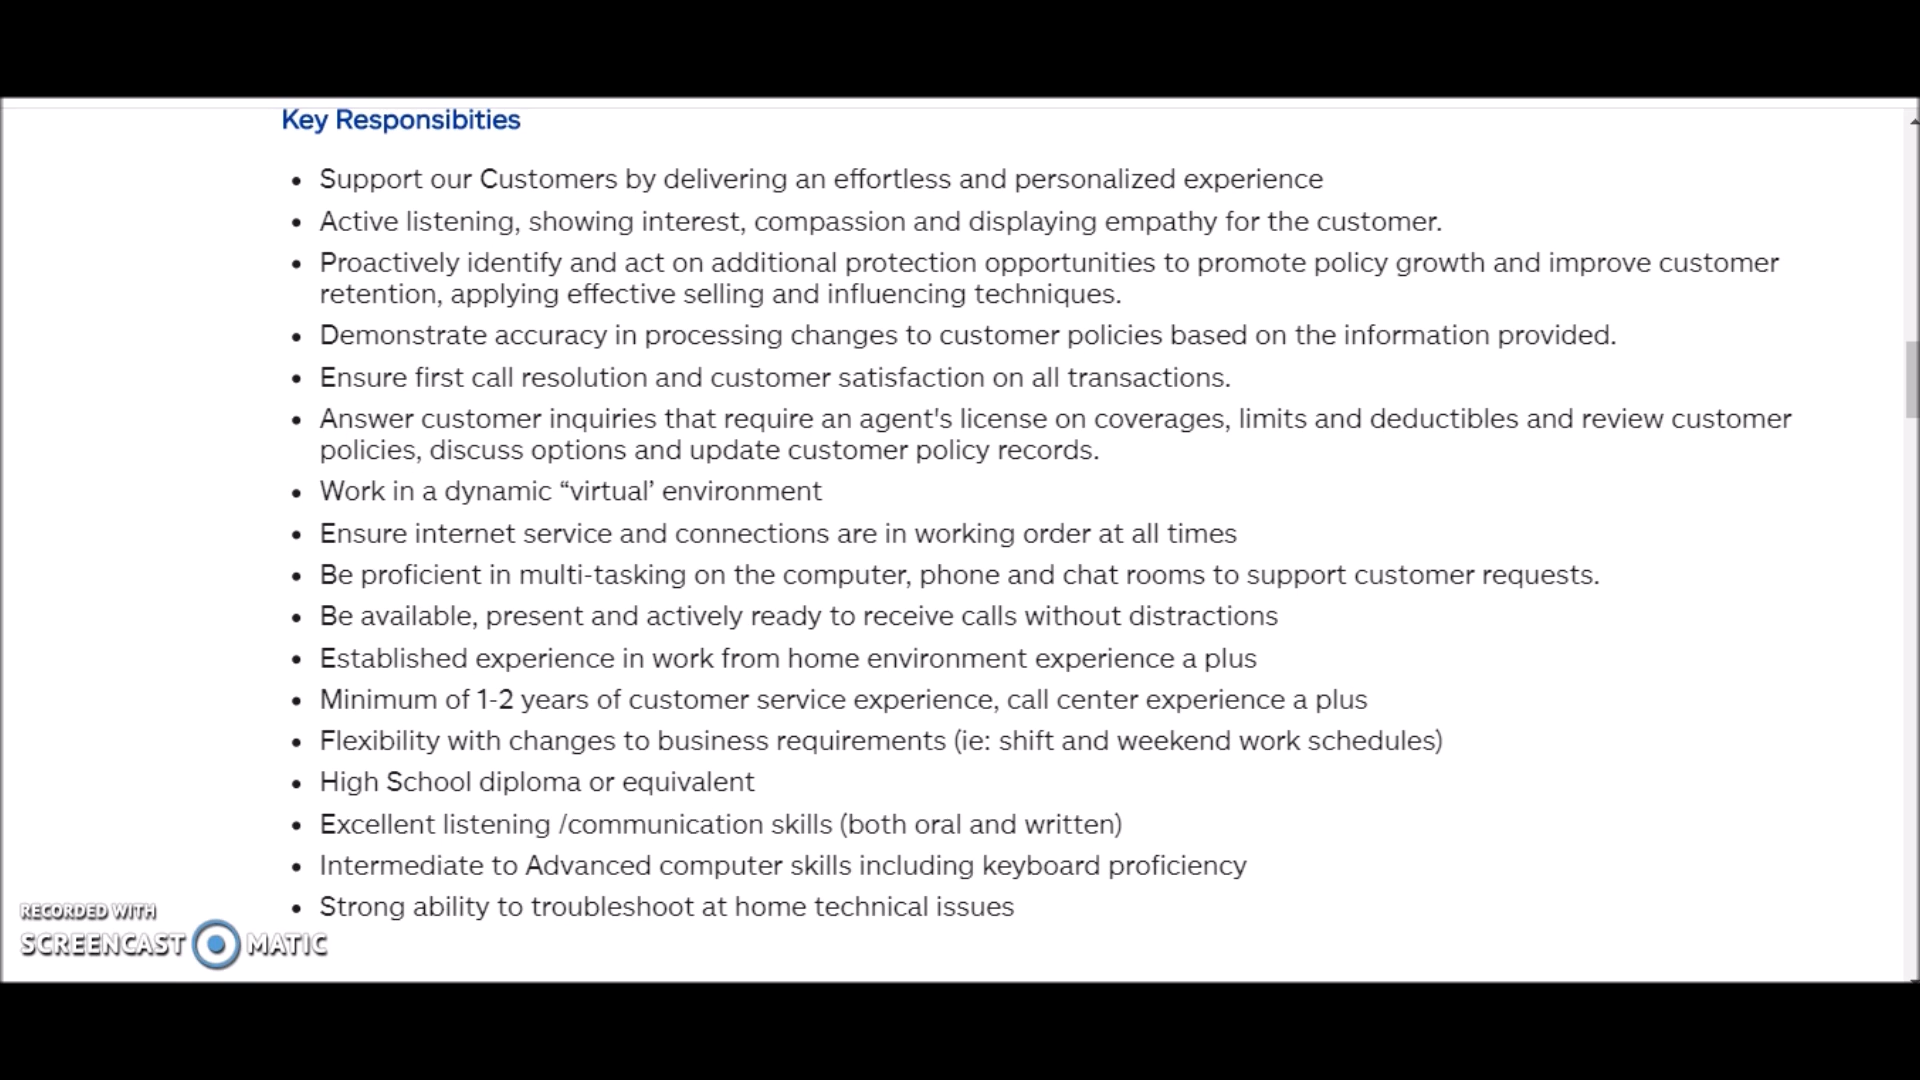 Key Responsibities
• Support our Customers by delivering an effortless and personalized experience
• Active listening, showing interest, compassion and displaying empathy for the customer.
• Proactively identify and act on additional protection opportunities to promote policy growth and improve customer
retention, applying effective selling and influencing techniques.
• Demonstrate accuracy in processing changes to customer policies based on the information provided.
• Ensure first call resolution and customer satisfaction on all transactions.
• Answer customer inquiries that require an agent's license on coverages, limits and deductibles and review customer
policies, discuss options and update customer policy records.
• Work in a dynamic “virtual’ environment
• Ensure internet service and connections are in working order at all times
• Be proficient in multi-tasking on the computer, phone and chat rooms to support customer requests.
• Be available, present and actively ready to receive calls without distractions
• Established experience in work from home environment experience a plus
• Minimum of 1-2 years of customer service experience, call center experience a plus
• Flexibility with changes to business requirements (ie: shift and weekend work schedules)
• High School diploma or equivalent
• Excellent listening /communication skills (both oral and written)
• Intermediate to Advanced computer skills including keyboard proficiency
• Strong ability to troubleshoot at home technical issues
RECORDED WITH
SCREENCAST MATIC